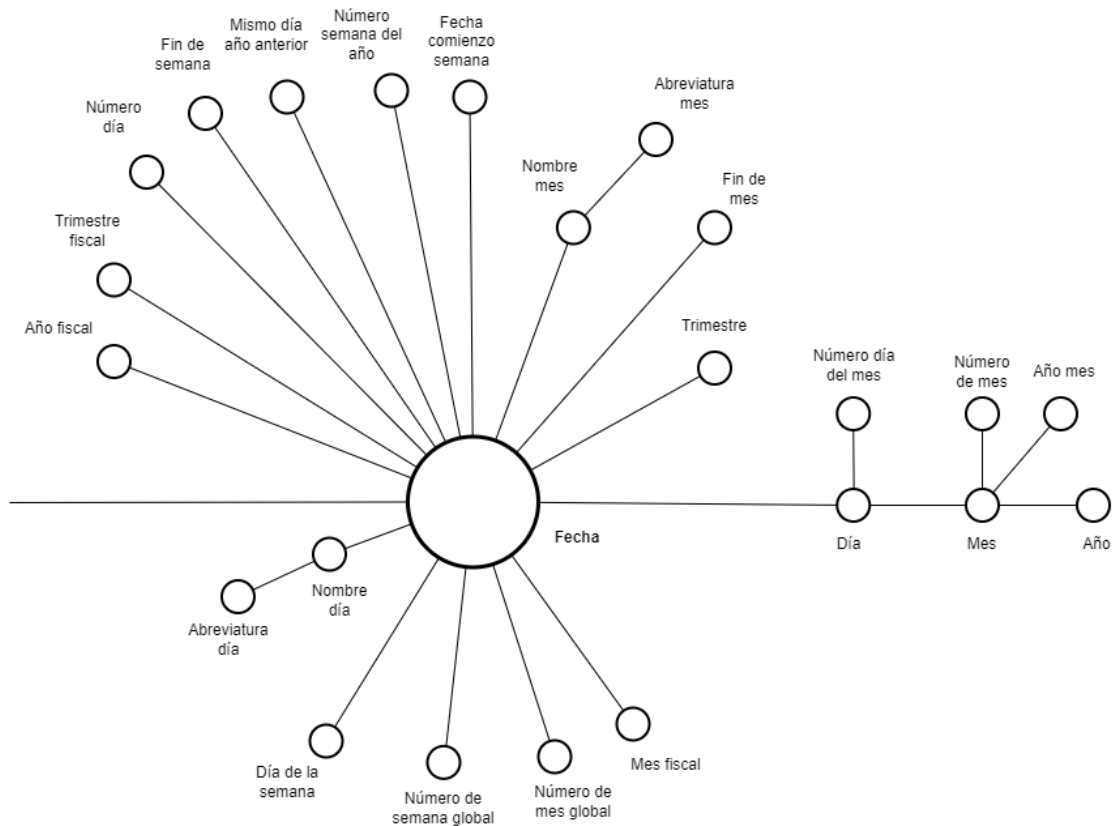 Mismo día
año anterior
Número
semana del
año
Fecha
comienzo
semana
Fin de
semana
Abreviatura
mes
Número
día
Nombre
mes
Fin de
mes
Trimestre
fiscal
Año fiscal
Trimestre
Número día
del mes
Número
de mes
Año mes
Fecha
Día
Mes
Año
Nombre
día
Abreviatura
día
Día de la
semana
Número de
semana global
Número de
mes global
Mes fiscal